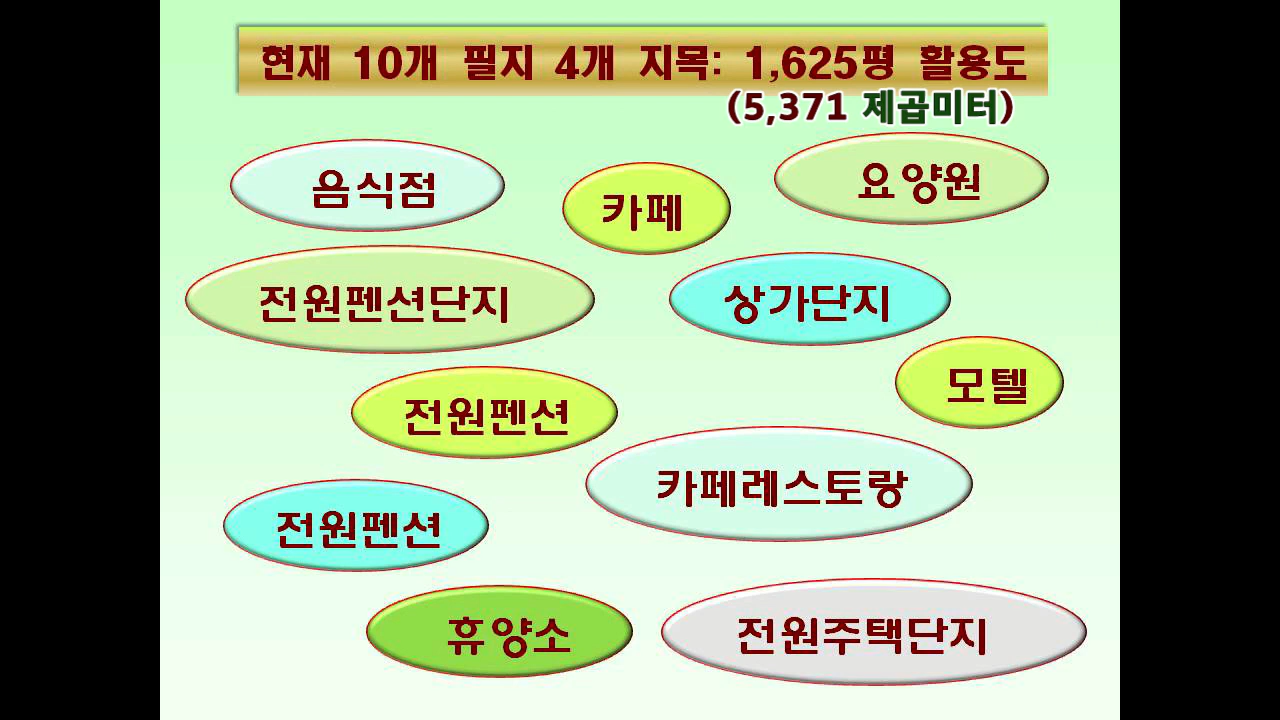 현재 10개 필지 4개 지목: 1,625평 활용도
(5,371 제곱미터)
음식점
카페
요양원
전원펜션단지
상가단지
모텔
전원펜션
카페레스토랑
전원펜션
휴양소
전원주택단지